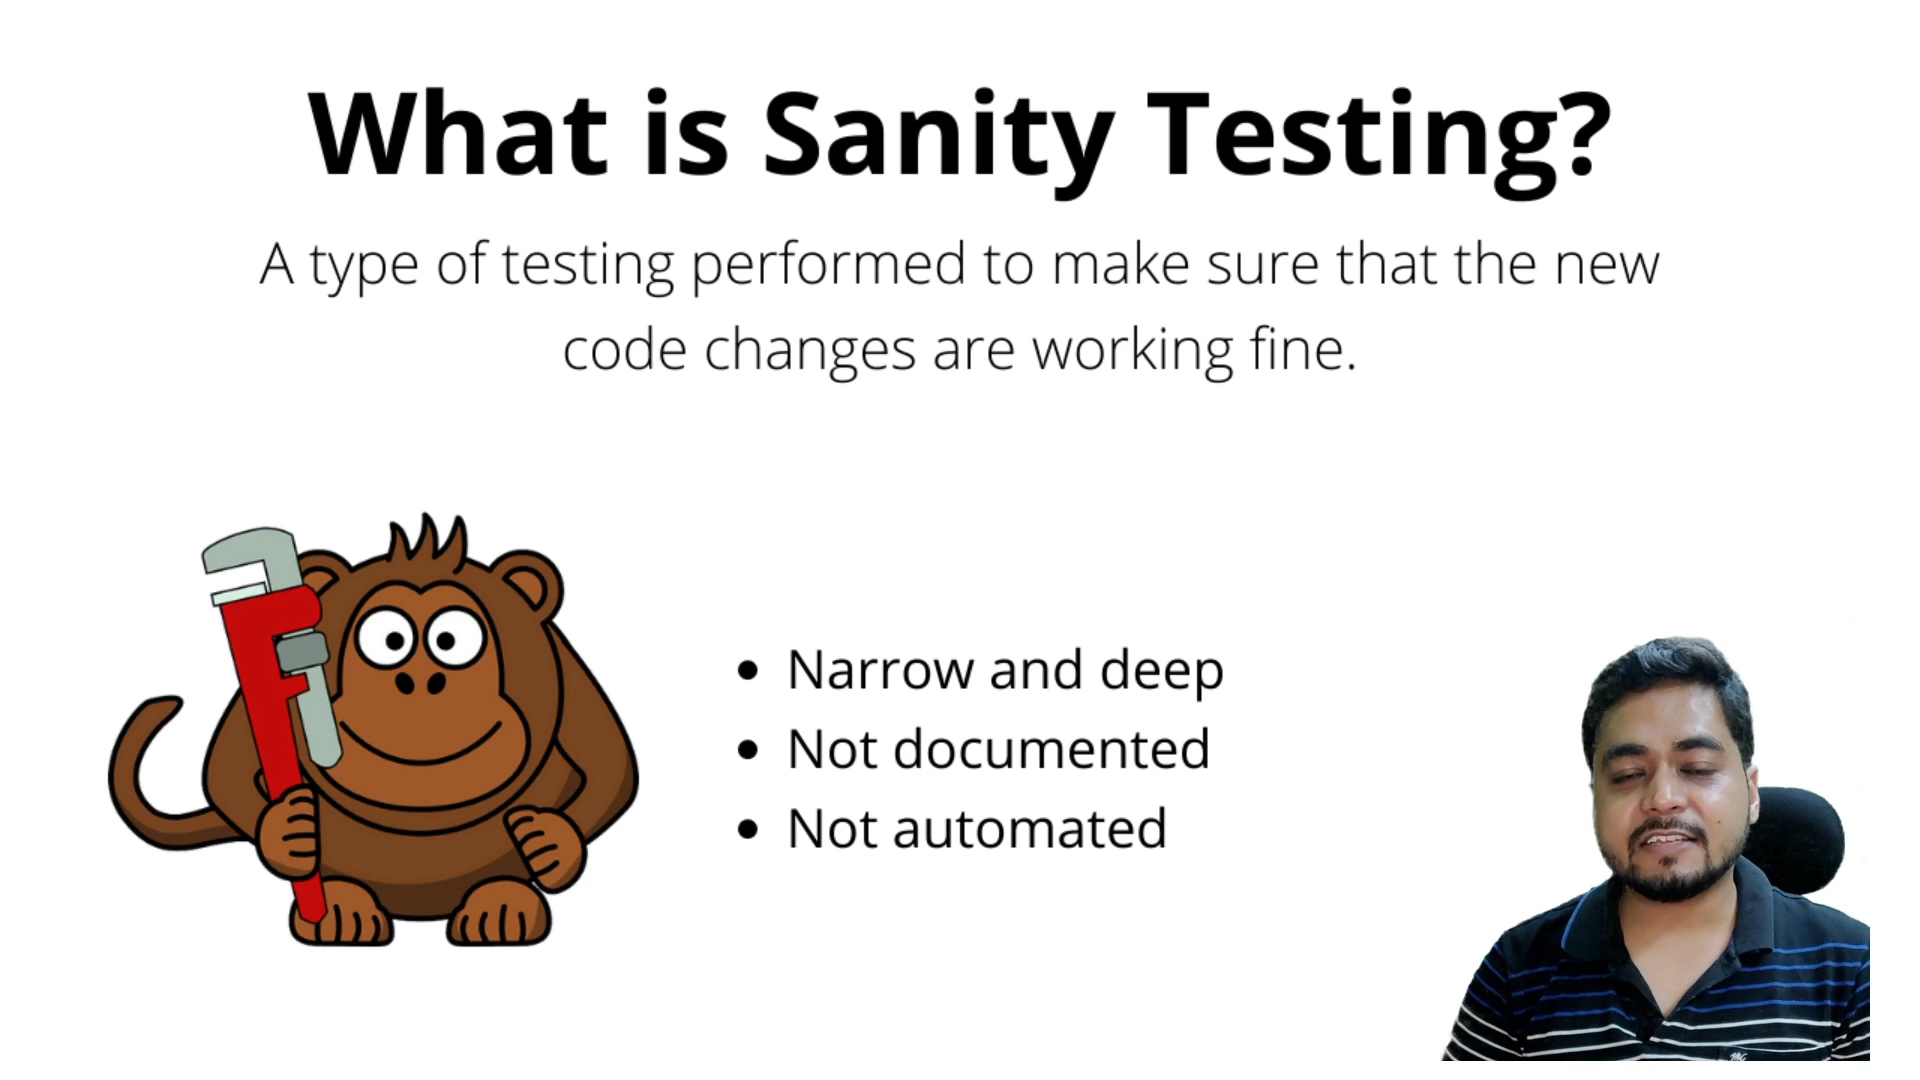 What is Sanity Testing?
A type of testing performed to make sure that the new
code changes are working fine.
• Narrow and deep
• Not documented
• Not automated